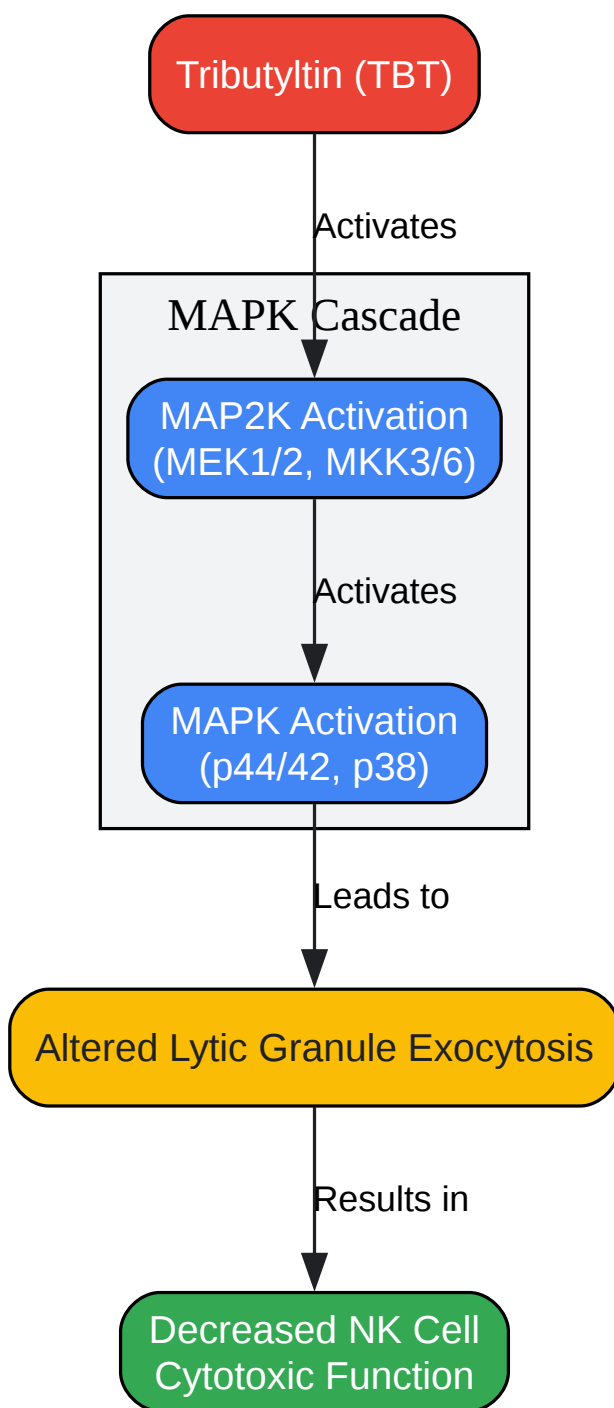 Tributyltin (TBT)
Activates
MAPK Cascade
MAP2K Activation
(MEK1/2, MKK3/6)
Activates
MAPK Activation
(p44/42, p38)
Leads to
Altered Lytic Granule Exocytosis
Results in
Decreased NK Cell
Cytotoxic Function